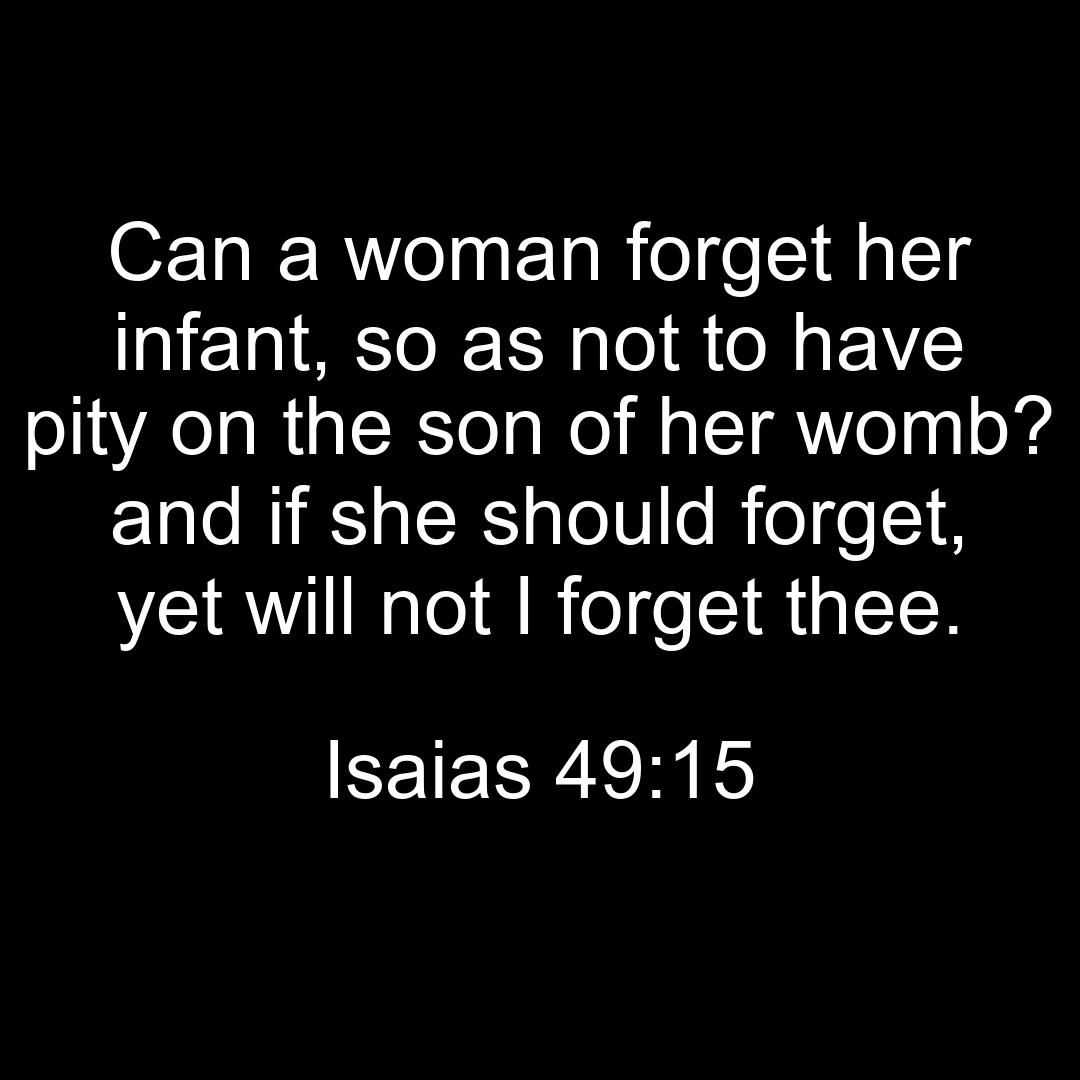 Can a woman forget her
infant, so as not to have
pity on the son of her womb?
and if she should forget,
yet will not I forget thee.
Isaias 49:15